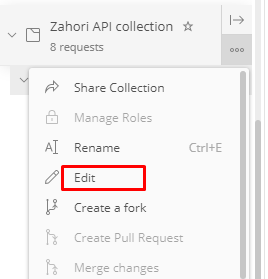 Zahori API collection
8 requests
Share Collection
Manage Roles
Rename Ctrl+E
Edit
Create a fork
Create Pull Request
Merge changes